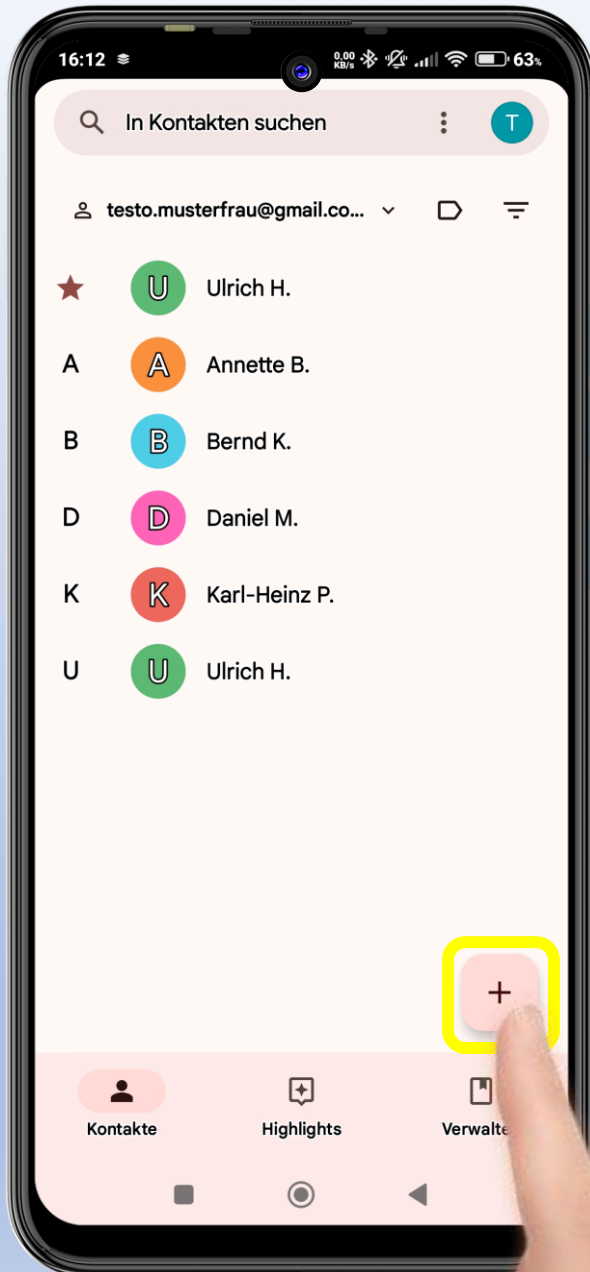 16:12
0,00
KB/s
63%
In Kontakten suchen
T
testo.musterfrau@gmail.co...
U Ulrich H.
A A Annette B.
B B Bernd K.
D D Daniel M.
K K Karl-Heinz P.
U U Ulrich H.
+
Kontakte Highlights Verwalte